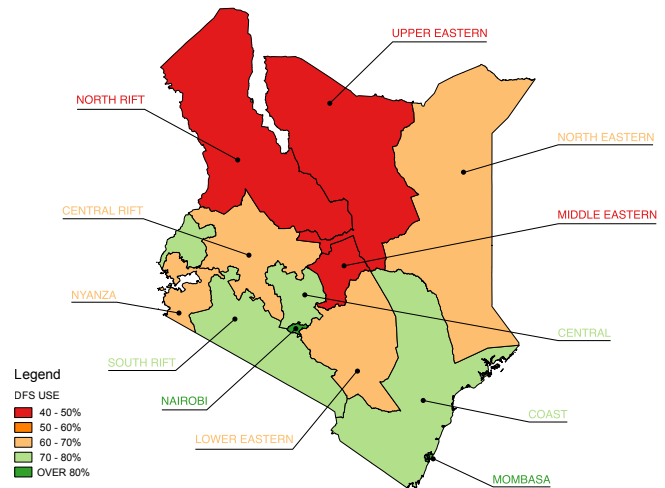 UPPER EASTERN
NORTH RIFT
NORTH EASTERN
CENTRAL RIFT
MIDDLE EASTERN
NYANZA
CENTRAL
SOUTH RIFT
NAIROBI
COAST
LOWER EASTERN
MOMBASA
Legend
DFS USE
40 - 50%
50 - 60%
60 - 70%
70 - 80%
OVER 80%